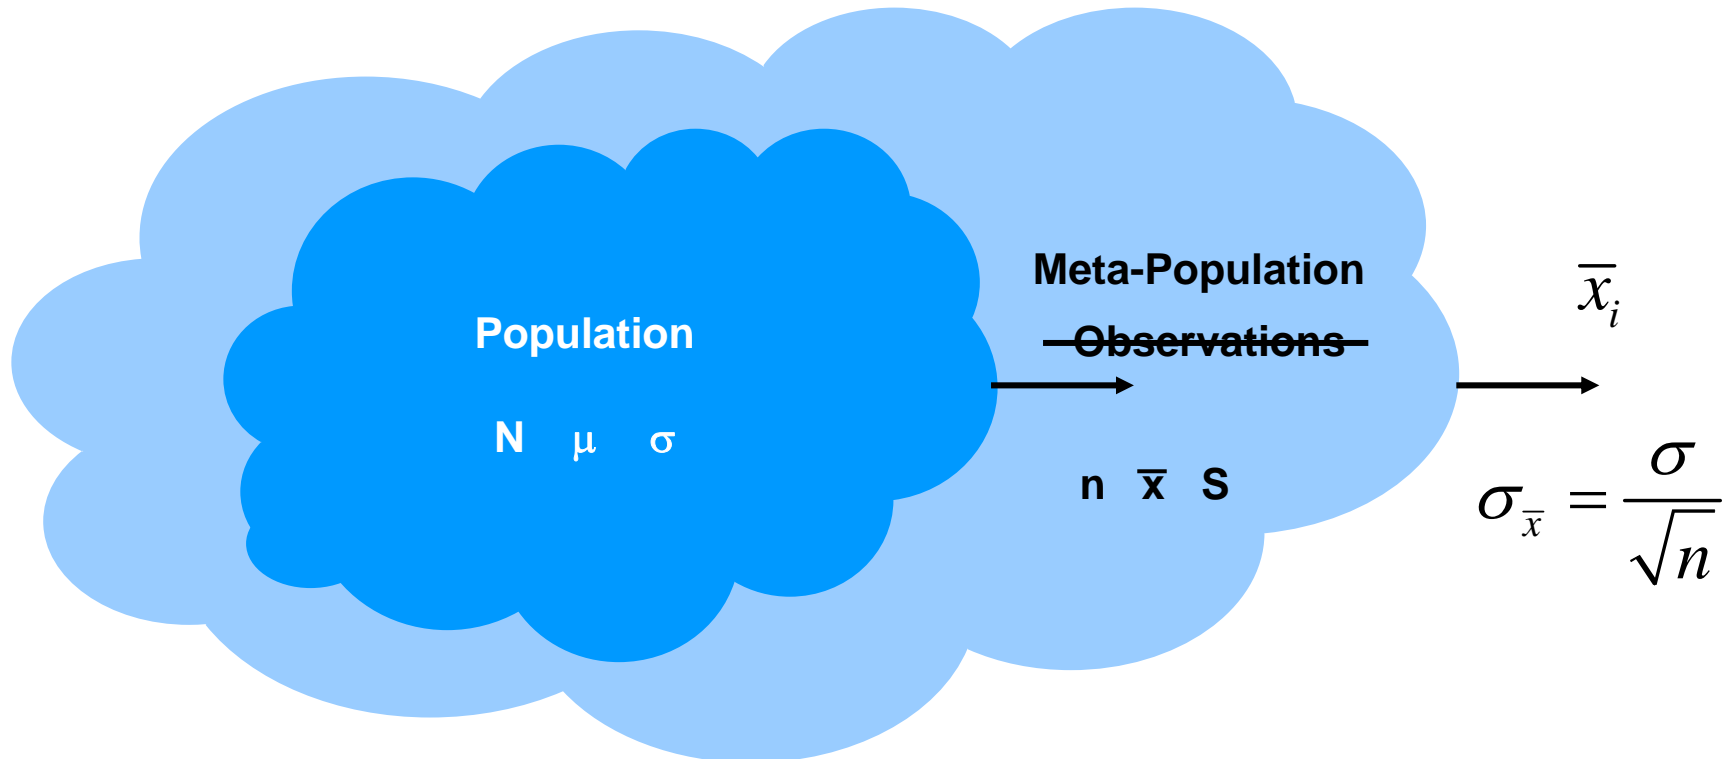 Population
N μ σ
Meta-Population
Observations
n x̅ S
x̅ᵢ
σ_x̅ = σ / √n